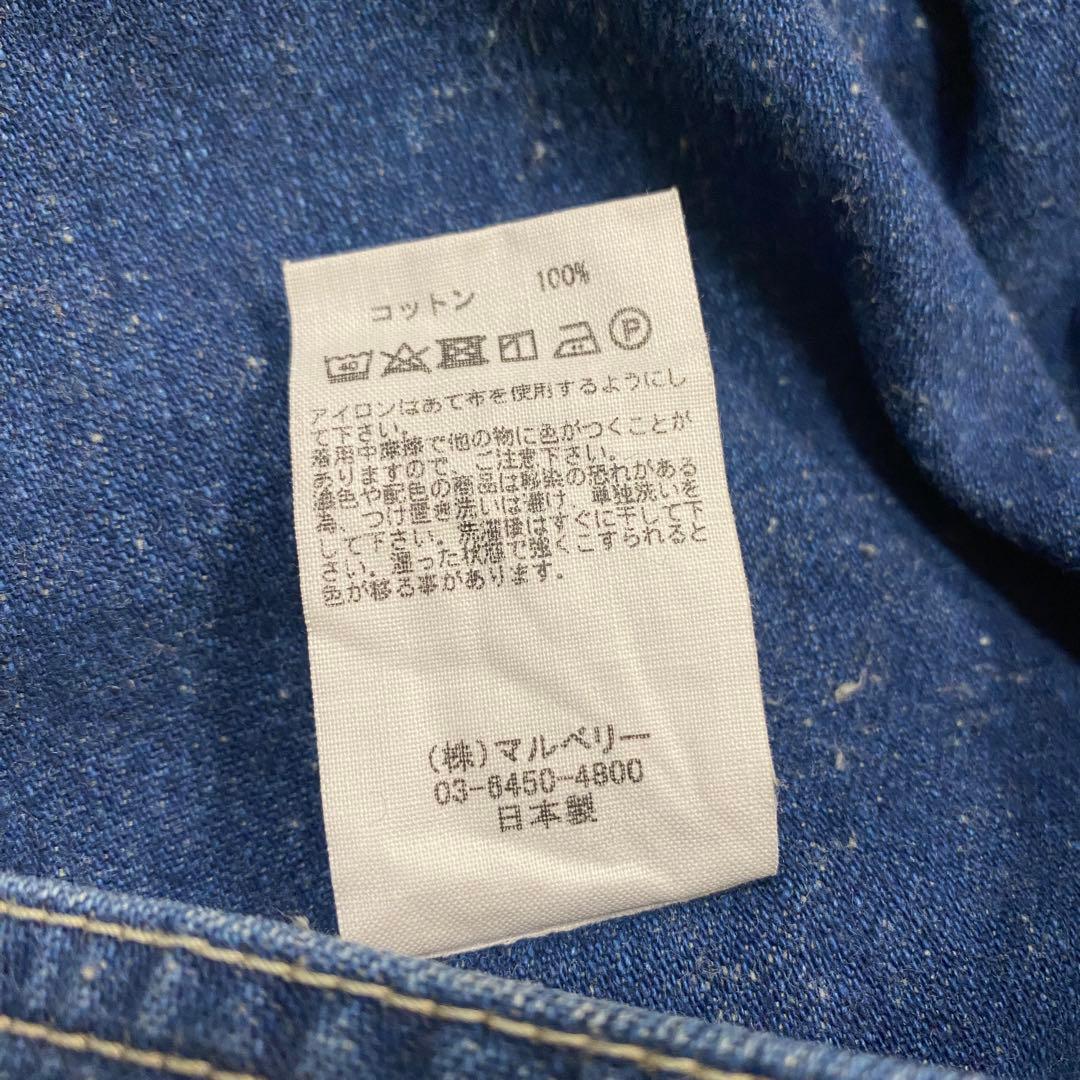 コットン 100%
40
P
アイロンはあて布を使用するようにし
て下さい。
着用中摩擦で他の物に色がつくことが
ありますので、ご注意下さい。
濃色や配色の商品は移染の恐れがある
為、つけ置き洗いは避け 単独洗いを
して下さい。洗濯後はすぐに干して下
さい。湿った状態で強くこすられると
色が移る事があります。
(株)マルベリー
03-6450-4800
日本製